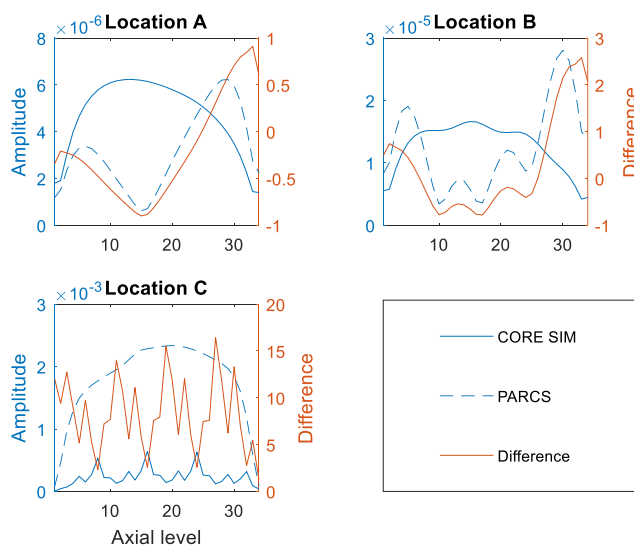 ×10⁻⁶ Location A
8
6
4
2
0
Amplitude
1
0.5
0
-0.5
-1
10 20 30
×10⁻⁵ Location B
3
2
1
0
3
2
1
0
-1
Difference
10 20 30
×10⁻³ Location C
3
2
1
0
Amplitude
20
15
10
5
0
Difference
10 20 30
Axial level
CORE SIM
PARCS
Difference